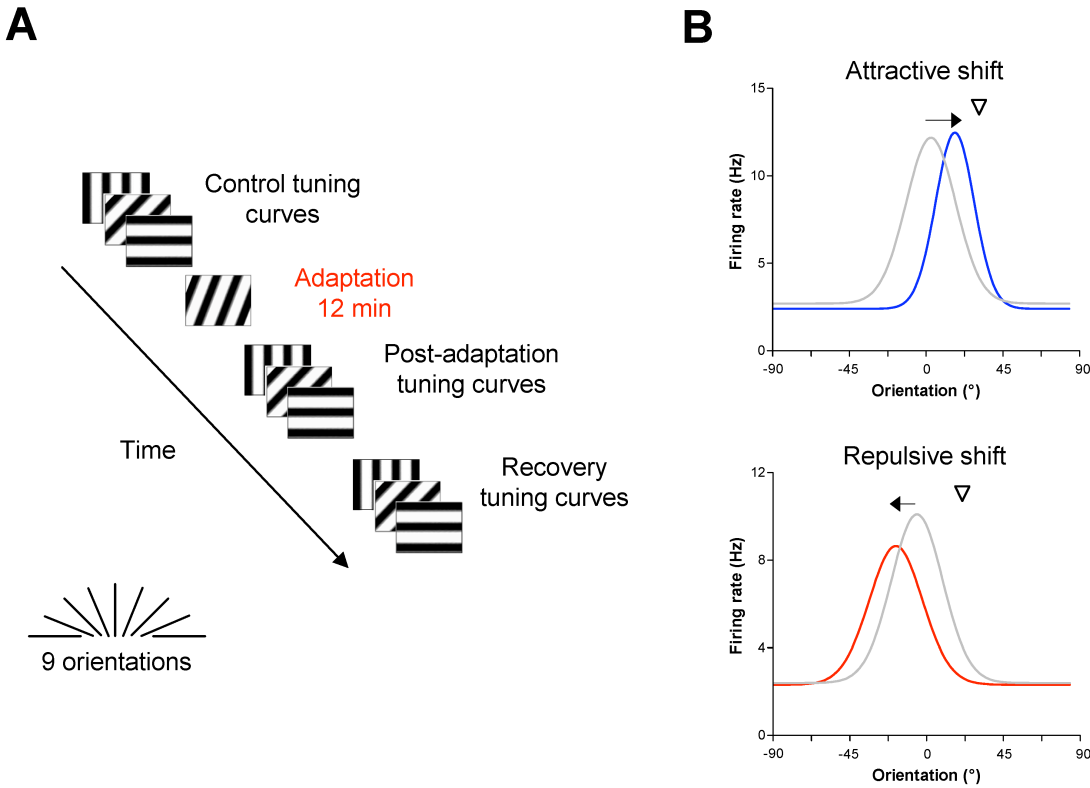 A
Control tuning
curves
Adaptation
12 min
Post-adaptation
tuning curves
Time
Recovery
tuning curves
9 orientations
B
Attractive shift
15
10
5
0
Firing rate (Hz)
-90
-45
0
45
90
Orientation (°)
Repulsive shift
12
8
4
0
Firing rate (Hz)
-90
-45
0
45
90
Orientation (°)